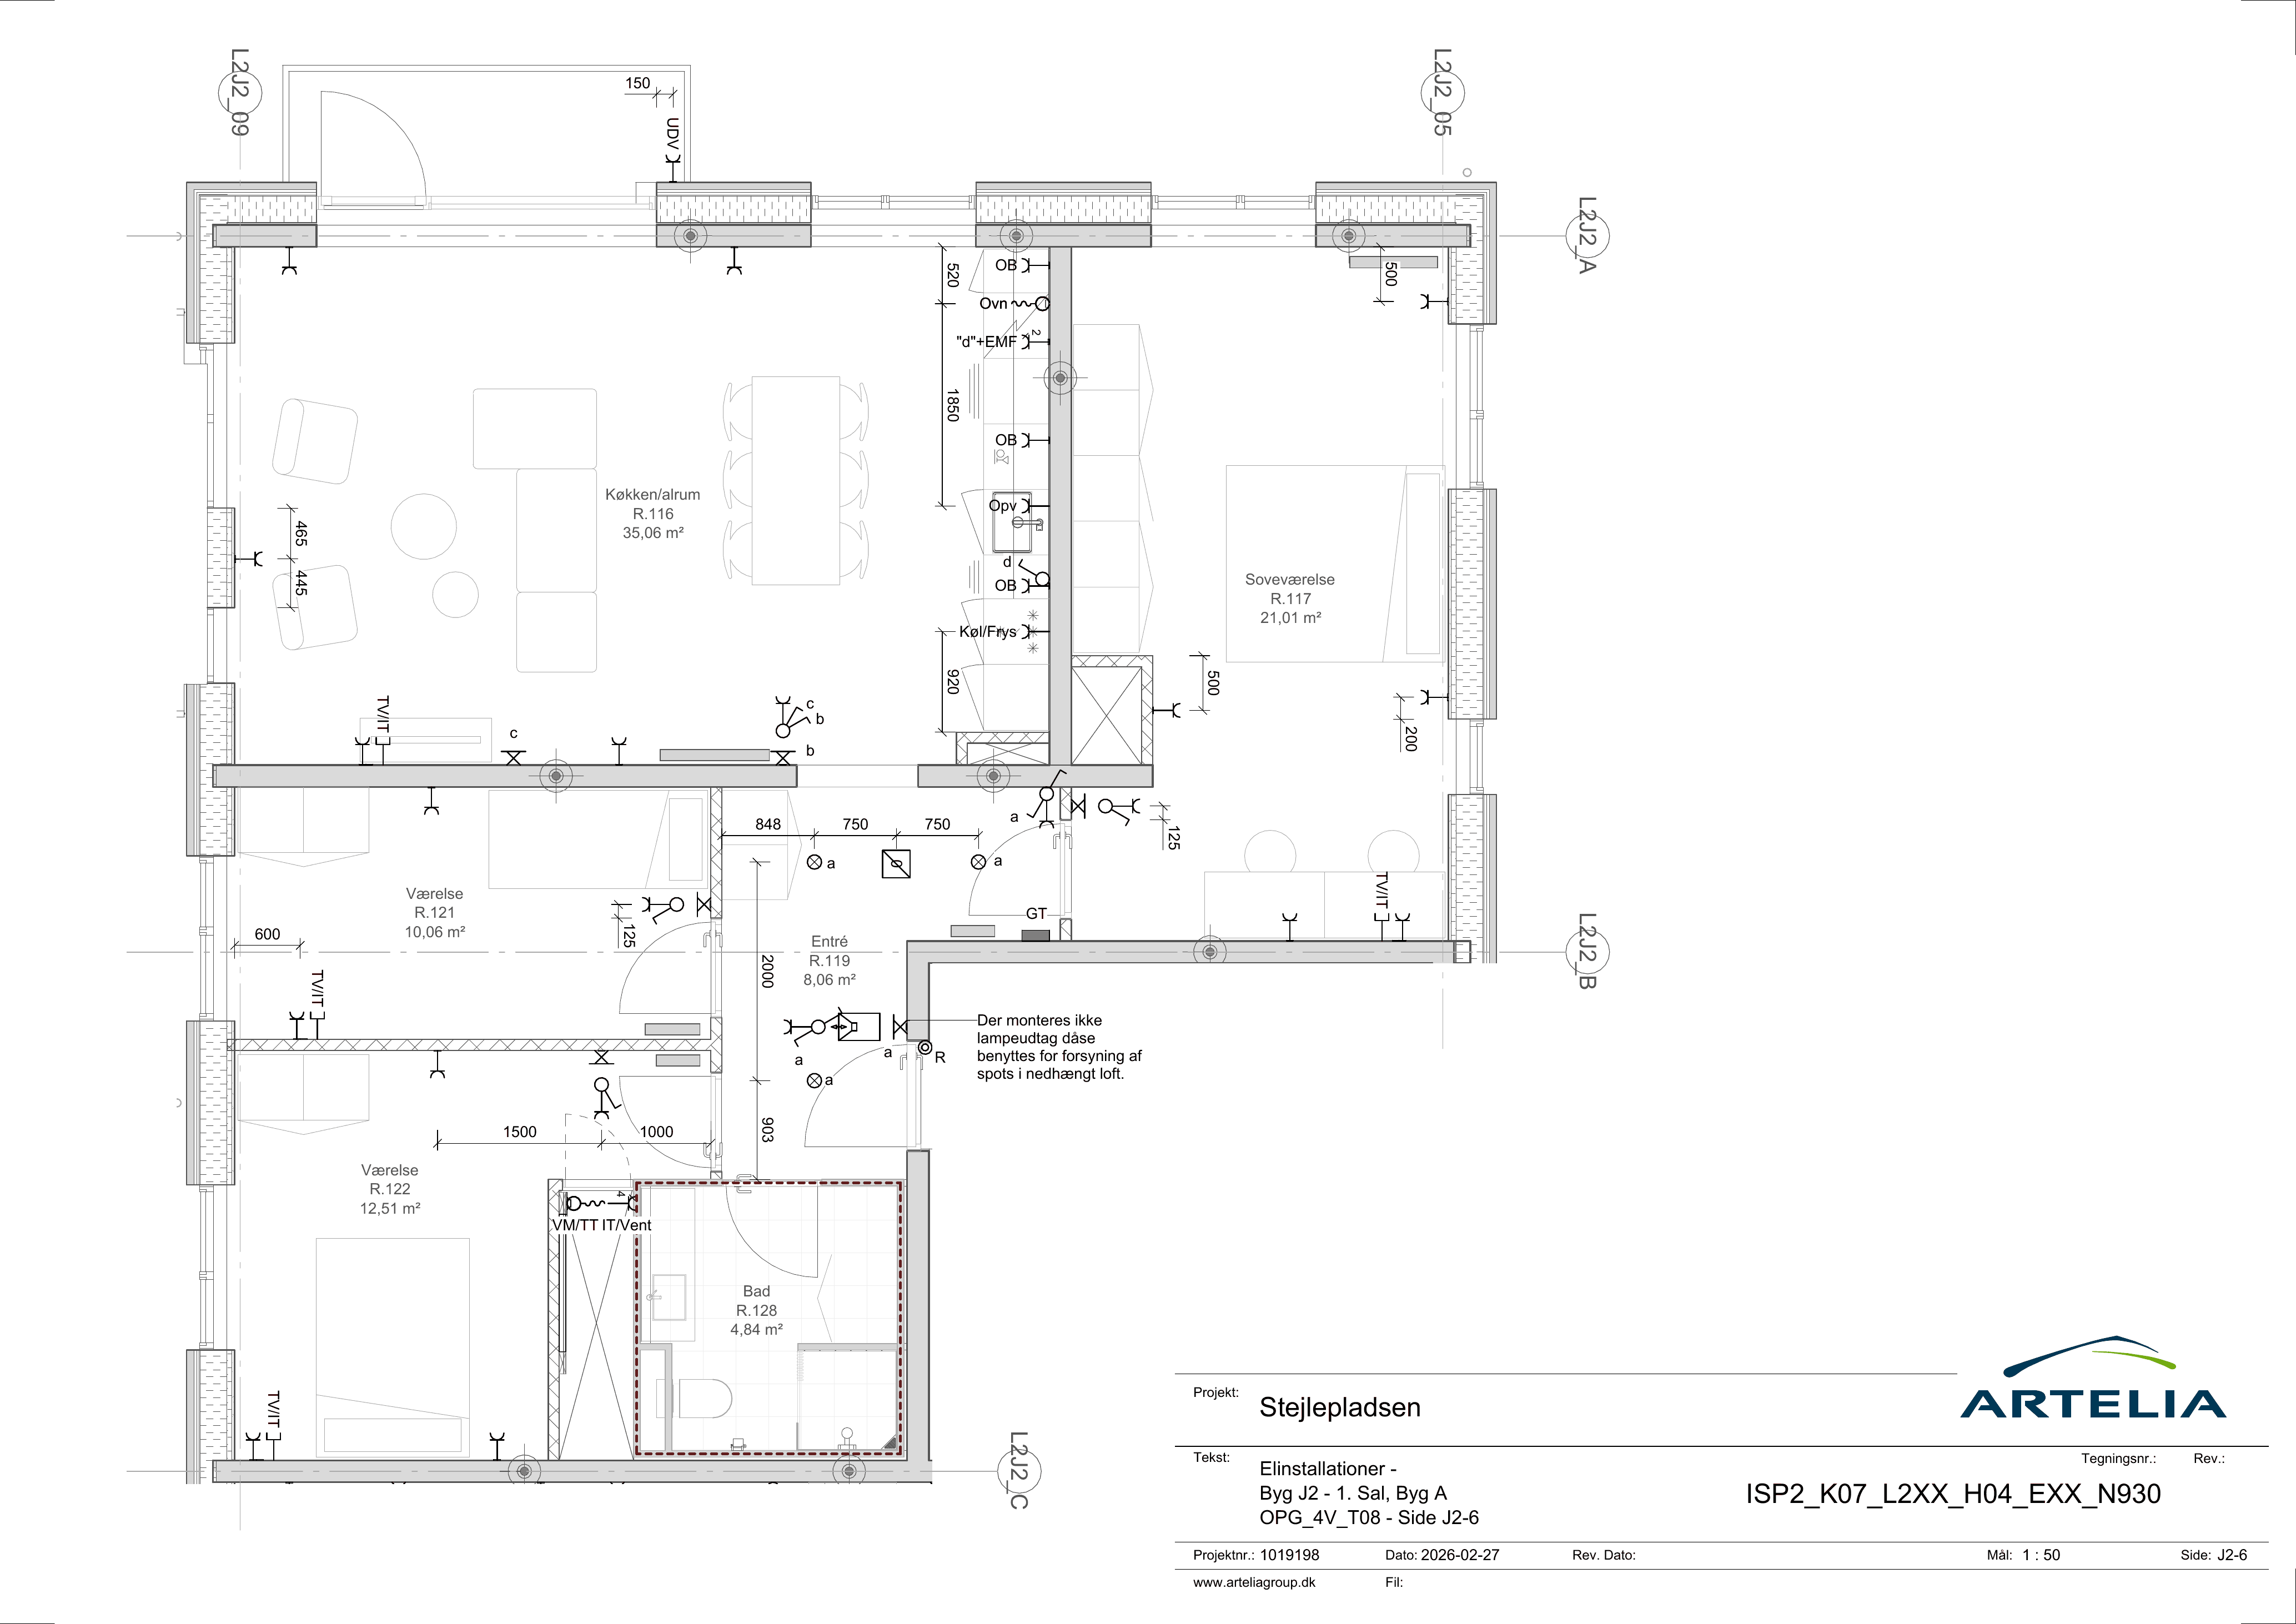 L2J2_09
L2J2_05
150
UDV
L2J2_A
520
OB
500
Ovn
2
"d"+EMF
1850
OB
Køkken/alrum
R.116
35,06 m²
Opv
465
445
d
OB
Soveværelse
R.117
21,01 m²
Køl/Frys
920
500
200
TV/IT
c
c
b
b
848
750
750
a
125
a
a
TV/IT
Værelse
R.121
10,06 m²
125
600
GT
L2J2_B
Entré
R.119
8,06 m²
2000
TV/IT
Der monteres ikke
lampeudtag dåse
benyttes for forsyning af
spots i nedhængt loft.
a
a
R
a
903
1500
1000
Værelse
R.122
12,51 m²
4
VM/TT IT/Vent
Bad
R.128
4,84 m²
TV/IT
L2J2_C
ARTELIA
Projekt:
Stejlepladsen
Tekst:
Elinstallationer -
Byg J2 - 1. Sal, Byg A
OPG_4V_T08 - Side J2-6
Tegningsnr.: Rev.:
ISP2_K07_L2XX_H04_EXX_N930
Projektnr.: 1019198 Dato: 2026-02-27 Rev. Dato: Mål: 1 : 50 Side: J2-6
www.arteliagroup.dk Fil: